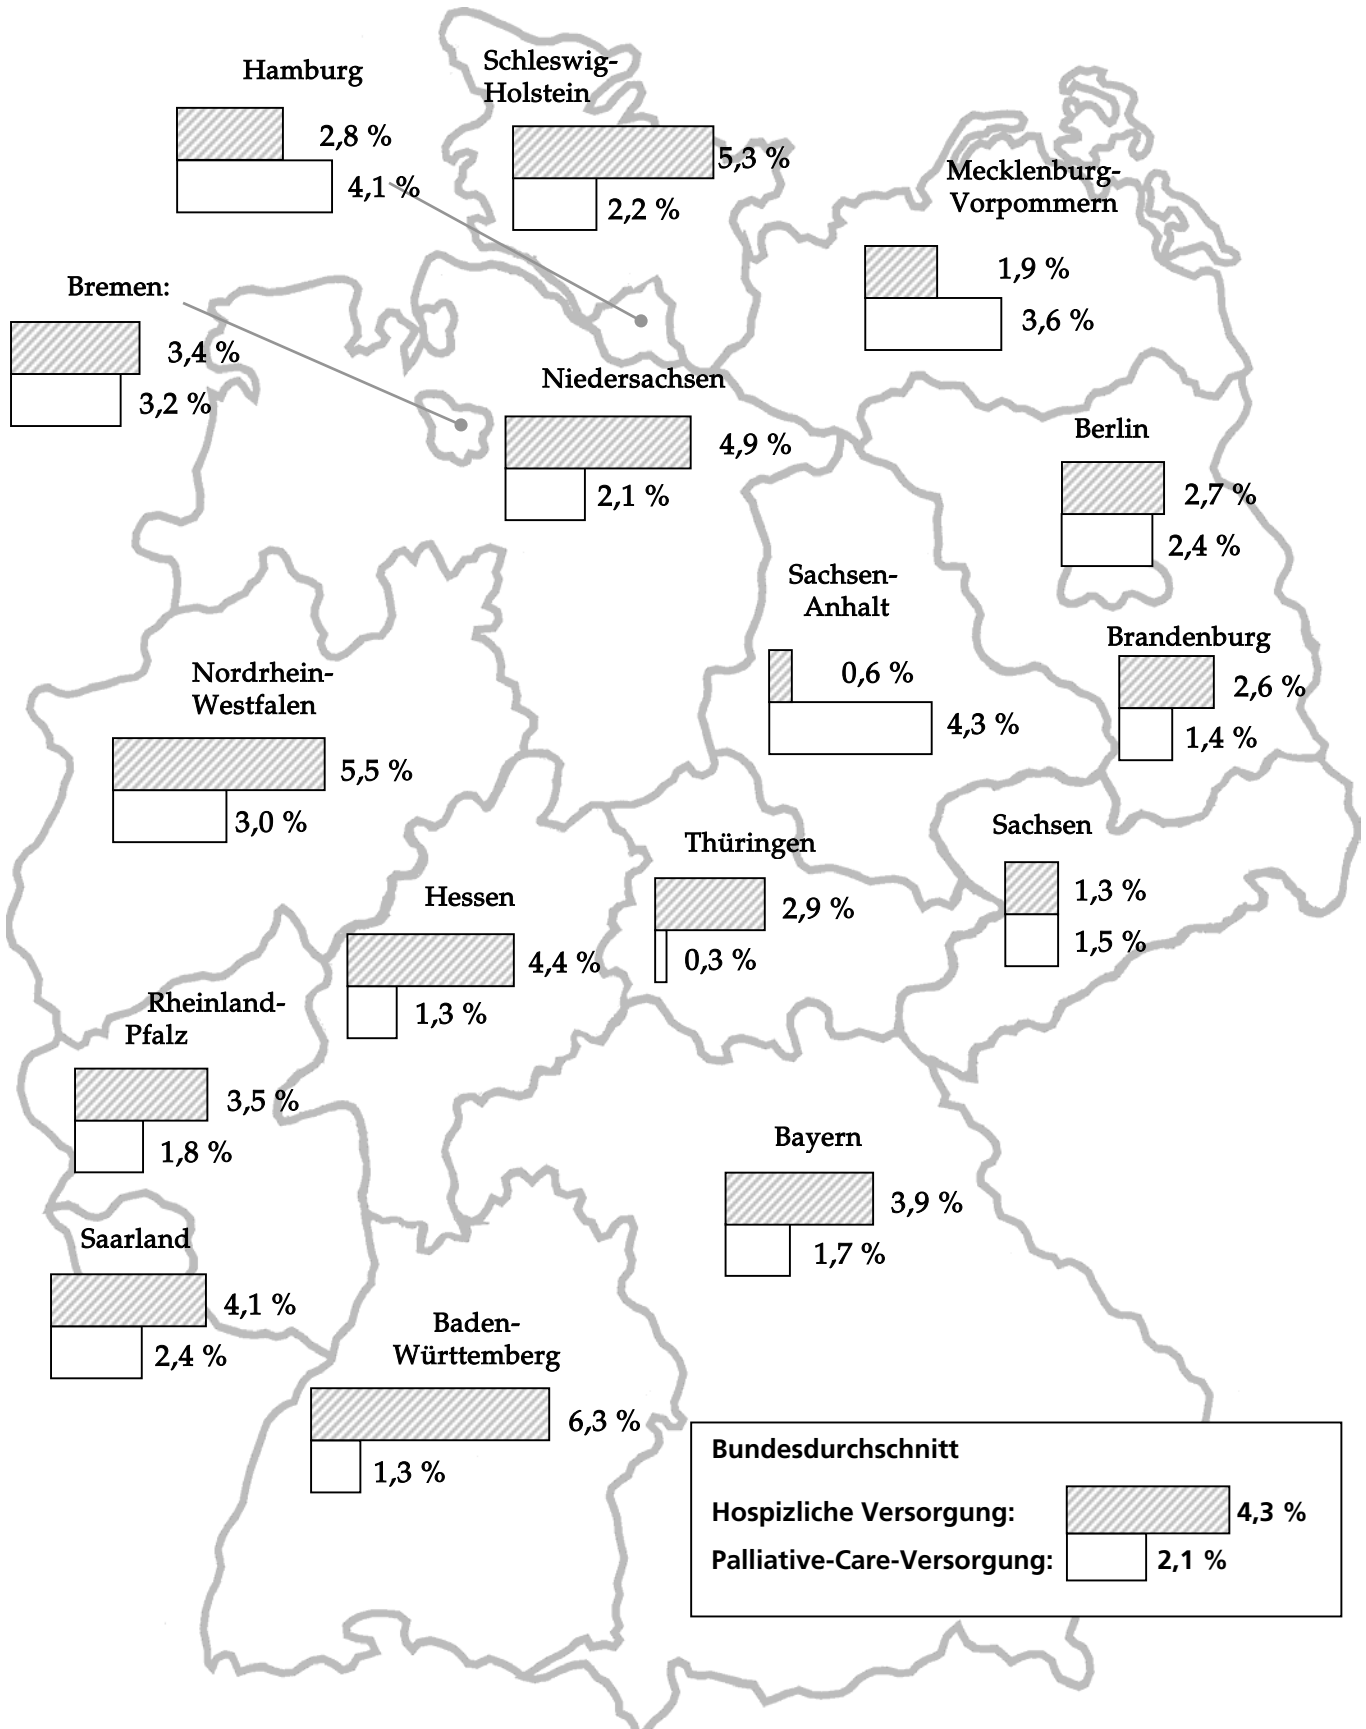 Hamburg
2,8 %
4,1 %
Schleswig-
Holstein
5,3 %
2,2 %
Mecklenburg-
Vorpommern
1,9 %
3,6 %
Bremen:
3,4 %
3,2 %
Niedersachsen
4,9 %
2,1 %
Berlin
2,7 %
2,4 %
Sachsen-
Anhalt
0,6 %
4,3 %
Brandenburg
2,6 %
1,4 %
Nordrhein-
Westfalen
5,5 %
3,0 %
Sachsen
1,3 %
1,5 %
Thüringen
2,9 %
0,3 %
Hessen
4,4 %
1,3 %
Rheinland-
Pfalz
3,5 %
1,8 %
Bayern
3,9 %
1,7 %
Saarland
4,1 %
2,4 %
Baden-
Württemberg
6,3 %
1,3 %
Bundesdurchschnitt
Hospizliche Versorgung: 4,3 %
Palliative-Care-Versorgung: 2,1 %